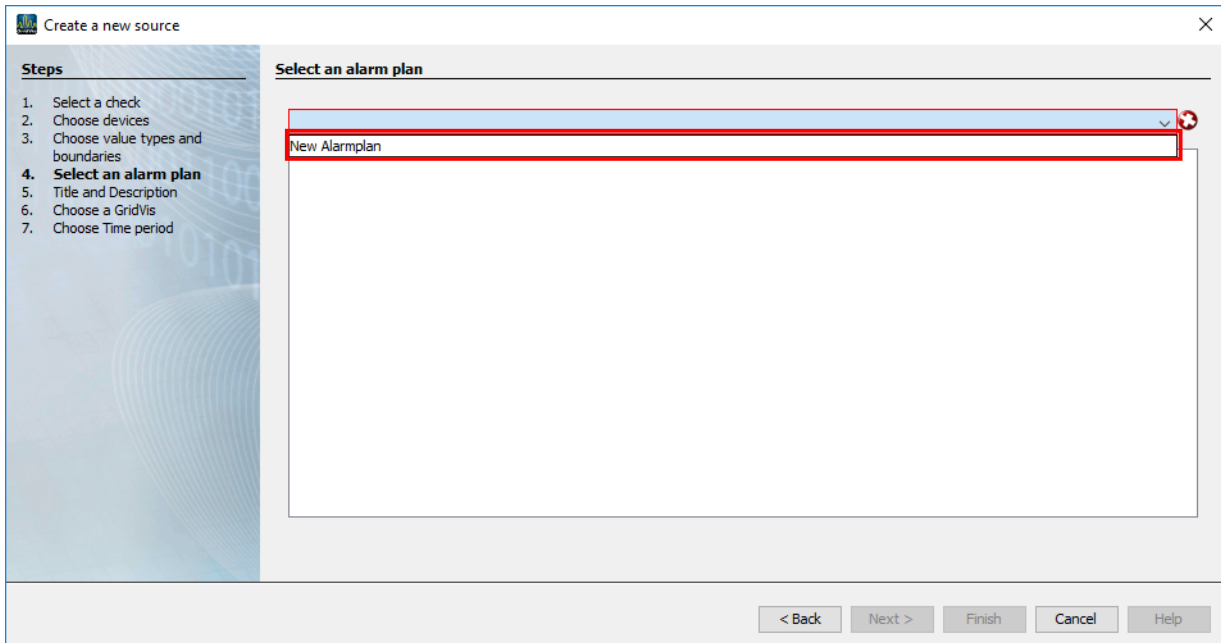 Create a new source
Steps
1. Select a check
2. Choose devices
3. Choose value types and
boundaries
4. Select an alarm plan
5. Title and Description
6. Choose a GridVis
7. Choose Time period
Select an alarm plan
New Alarmplan
< Back
Next >
Finish
Cancel
Help